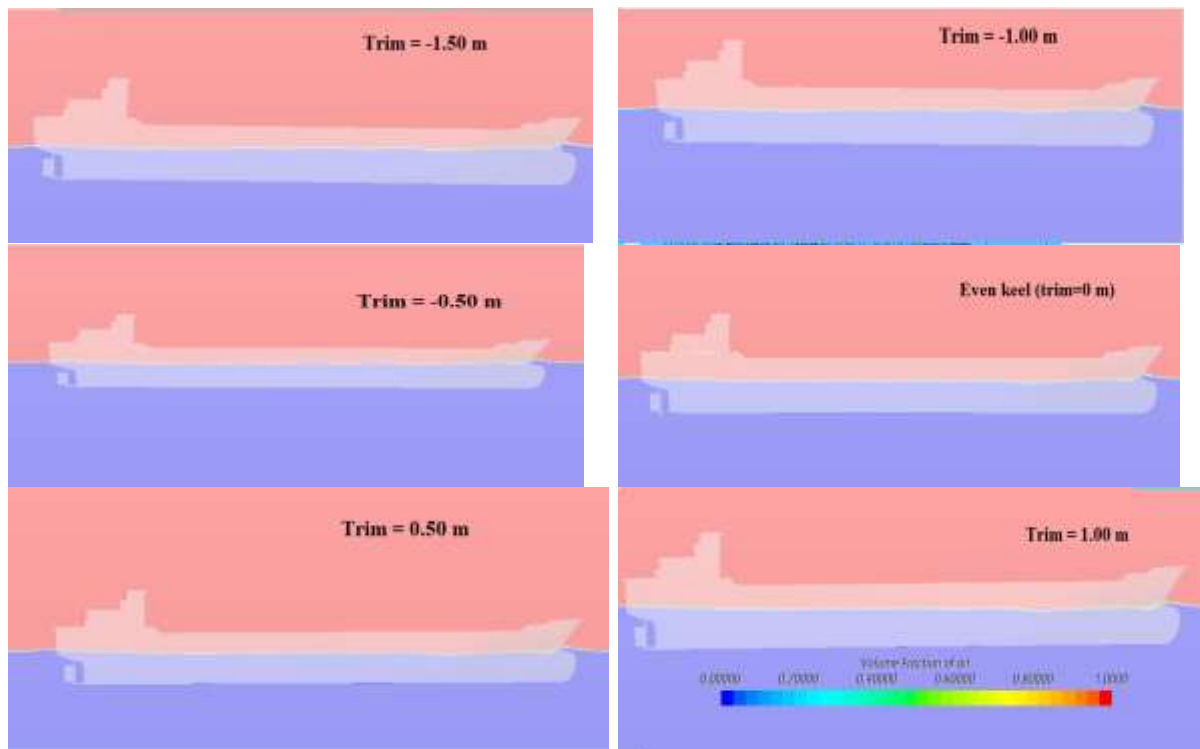 Trim = -1.50 m
Trim = -1.00 m
Trim = -0.50 m
Even keel (trim=0 m)
Trim = 0.50 m
Trim = 1.00 m
Volume Fraction of air
0.00000 0.20000 0.40000 0.60000 0.80000 1.0000